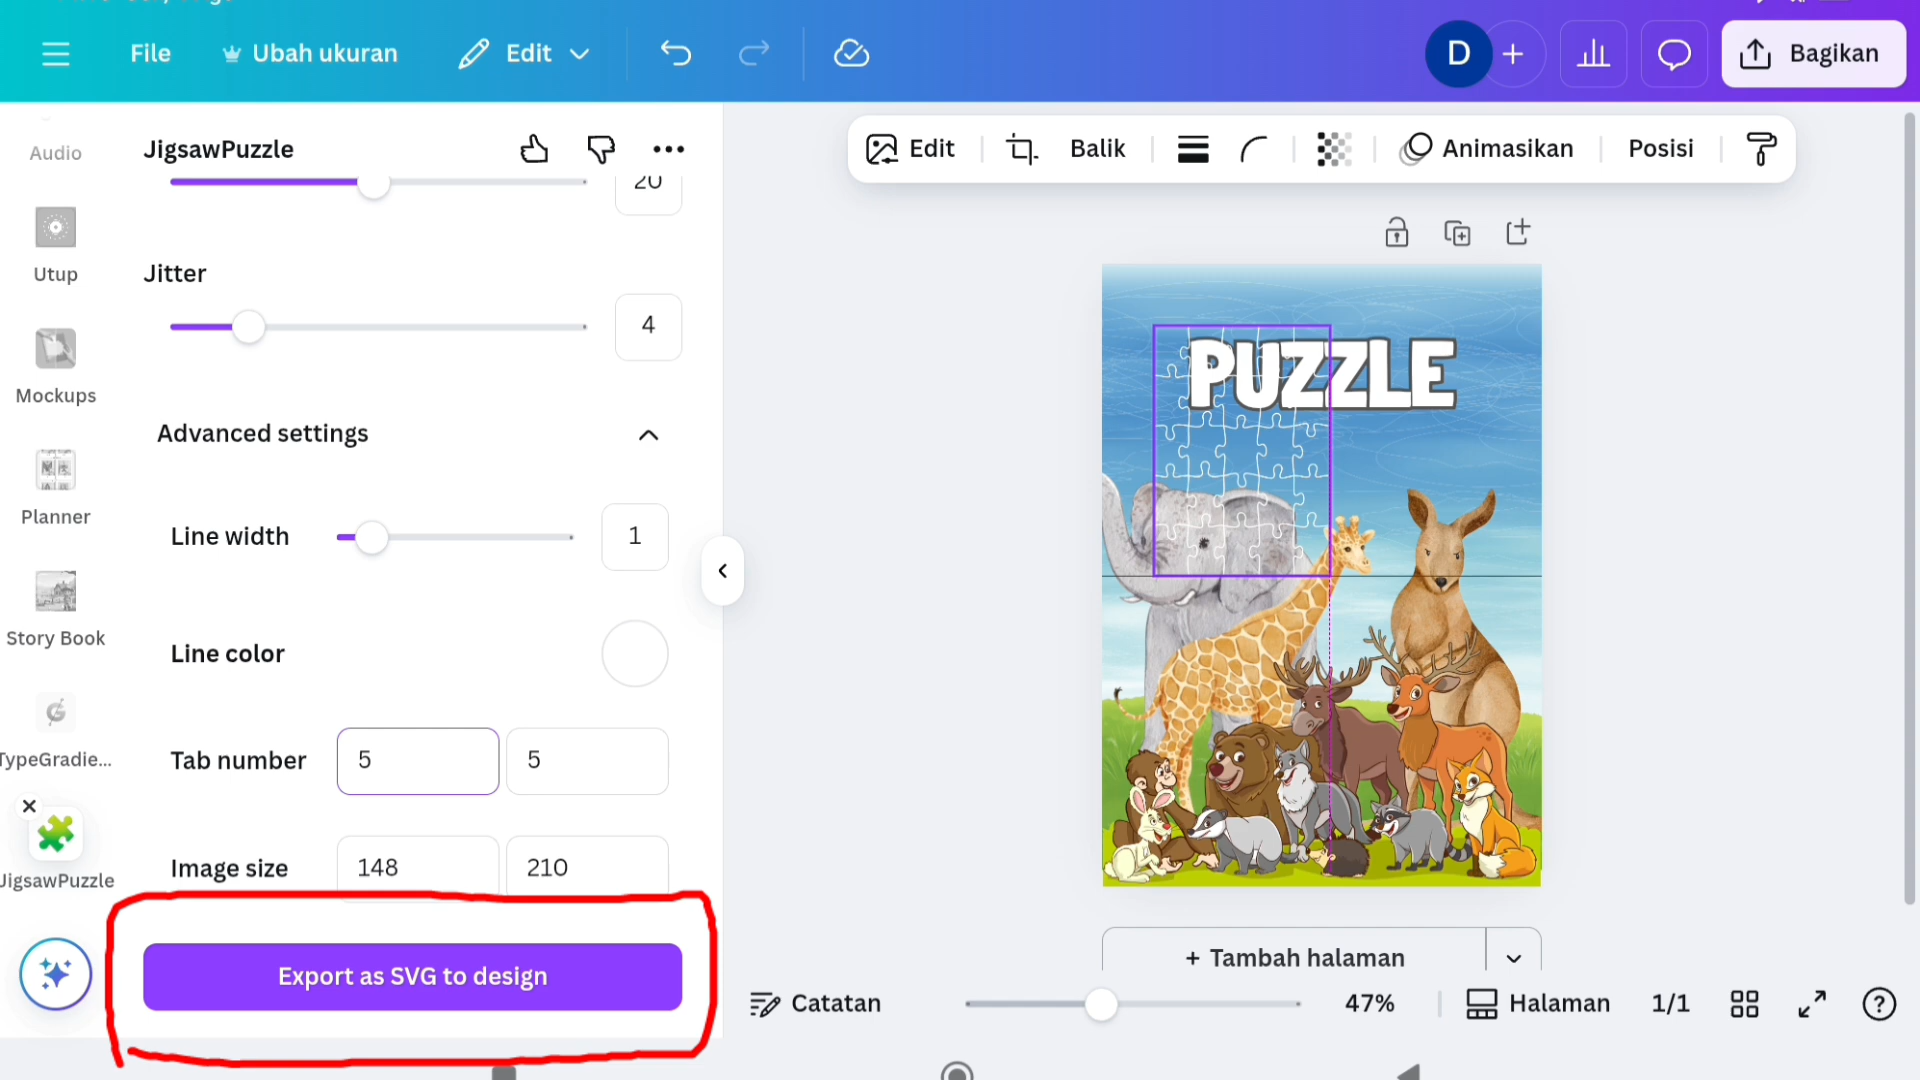 File
Ubah ukuran
Edit
D
Bagikan
Audio
JigsawPuzzle
20
Edit
Balik
Animasikan
Posisi
Utup
Jitter
4
Mockups
PUZZLE
Advanced settings
Planner
Line width
1
Story Book
Line color
TypeGradie...
Tab number
5
5
JigsawPuzzle
Image size
148
210
Export as SVG to design
+ Tambah halaman
Catatan
47%
Halaman
1/1